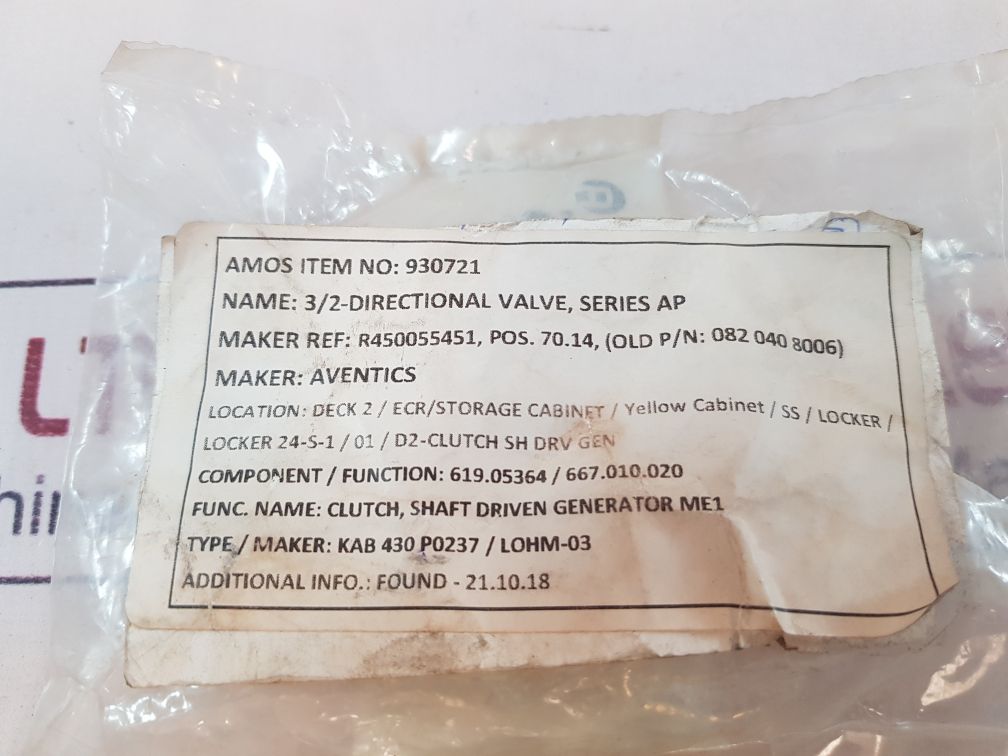 AMOS ITEM NO: 930721
NAME: 3/2-DIRECTIONAL VALVE, SERIES AP
MAKER REF: R450055451, POS. 70.14, (OLD P/N: 082 040 8006)
MAKER: AVENTICS
LOCATION: DECK 2 / ECR/STORAGE CABINET / Yellow Cabinet / SS / LOCKER /
LOCKER 24-S-1 / 01 / D2-CLUTCH SH DRV GEN
COMPONENT / FUNCTION: 619.05364 / 667.010.020
FUNC. NAME: CLUTCH, SHAFT DRIVEN GENERATOR ME1
TYPE / MAKER: KAB 430 P0237 / LOHM-03
ADDITIONAL INFO.: FOUND - 21.10.18